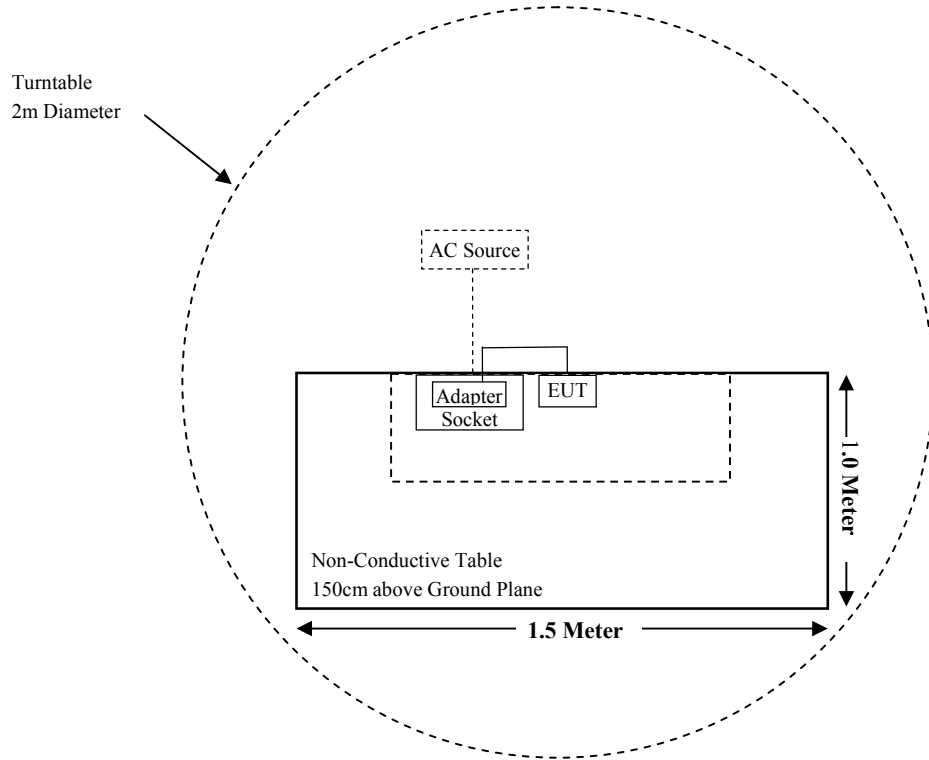 Turntable
2m Diameter
AC Source
Adapter
Socket
EUT
1.0 Meter
Non-Conductive Table
150cm above Ground Plane
1.5 Meter